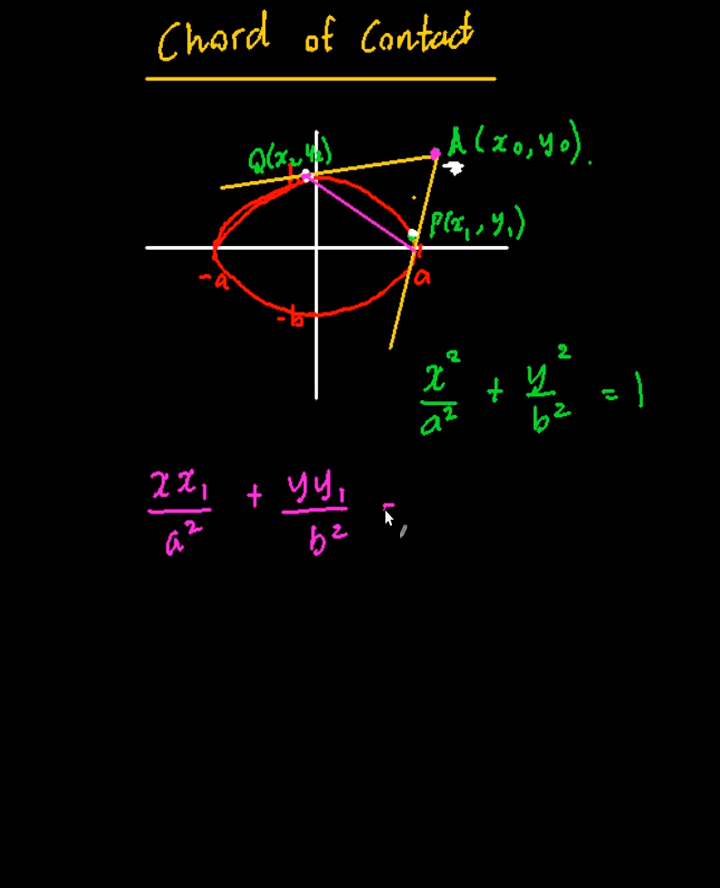 Chord of Contact
Q(x₂, y₂)
A(x₀, y₀).
b
P(x₁, y₁)
-a
a
-b
x²/a² + y²/b² = 1
xx₁/a² + yy₁/b² =